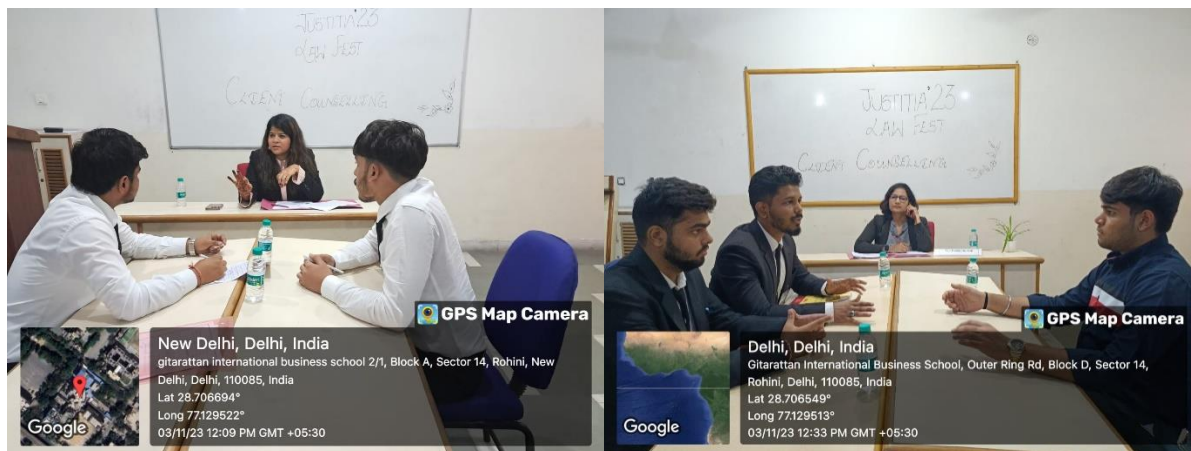 JUSTITIA'23
LAW FEST
CLIENT COUNSELLING
GPS Map Camera
New Delhi, Delhi, India
gitarattan international business school 2/1, Block A, Sector 14, Rohini, New
Delhi, Delhi, 110085, India
Lat 28.706694°
Long 77.129522°
03/11/23 12:09 PM GMT +05:30
Google
JUSTITIA'23
LAW FEST
CLIENT COUNSELLING
GPS Map Camera
Delhi, Delhi, India
Gitarattan International Business School, Outer Ring Rd, Block D, Sector 14,
Rohini, Delhi, 110085, India
Lat 28.706549°
Long 77.129513°
03/11/23 12:33 PM GMT +05:30
Google